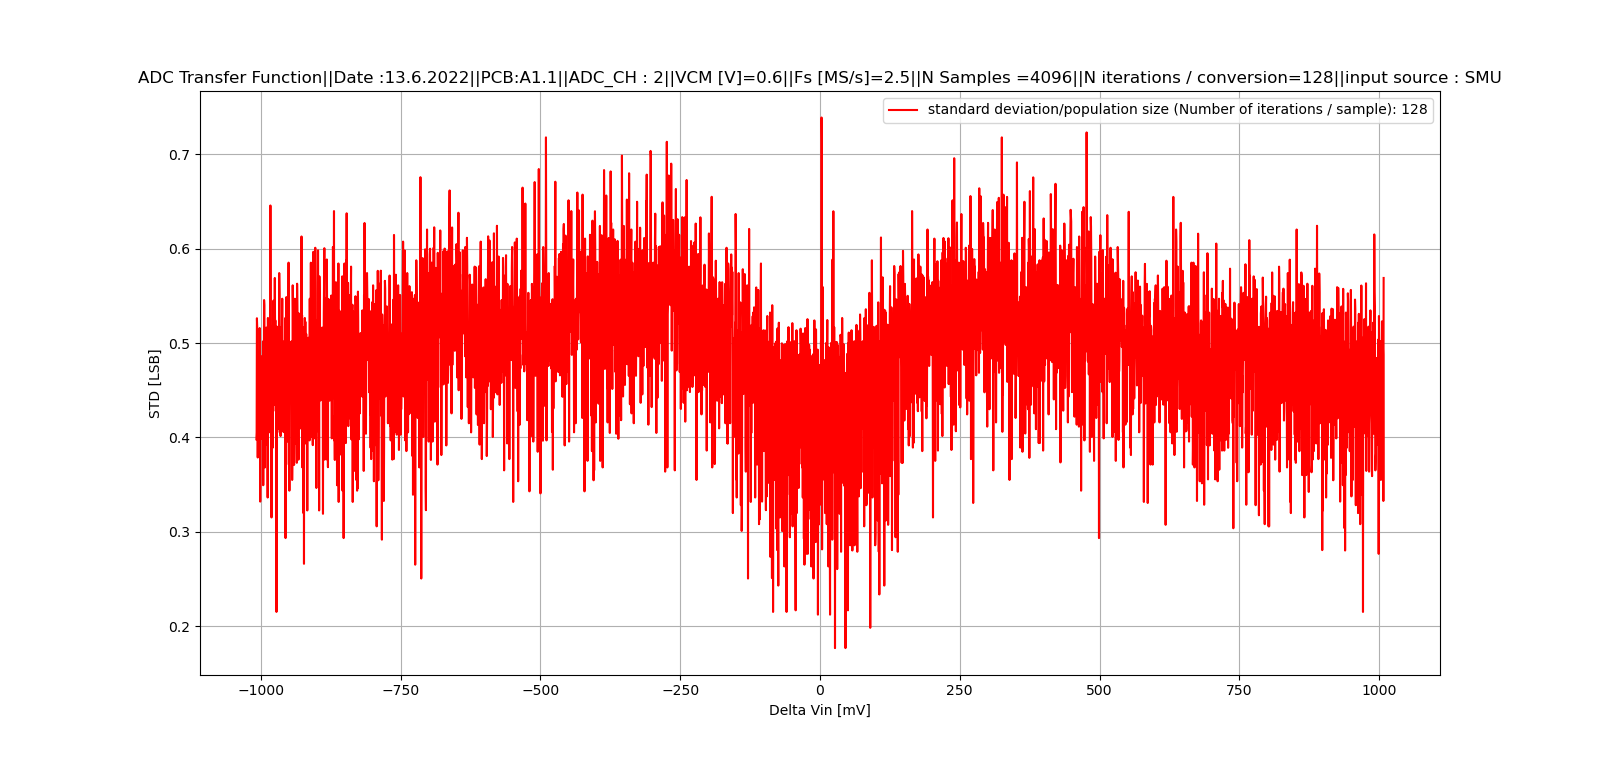 ADC Transfer Function||Date :13.6.2022||PCB:A1.1||ADC_CH : 2||VCM [V]=0.6||Fs [MS/s]=2.5||N Samples =4096||N iterations / conversion=128||input source : SMU
standard deviation/population size (Number of iterations / sample): 128
STD [LSB]
0.7
0.6
0.5
0.4
0.3
0.2
−1000 −750 −500 −250 0 250 500 750 1000
Delta Vin [mV]